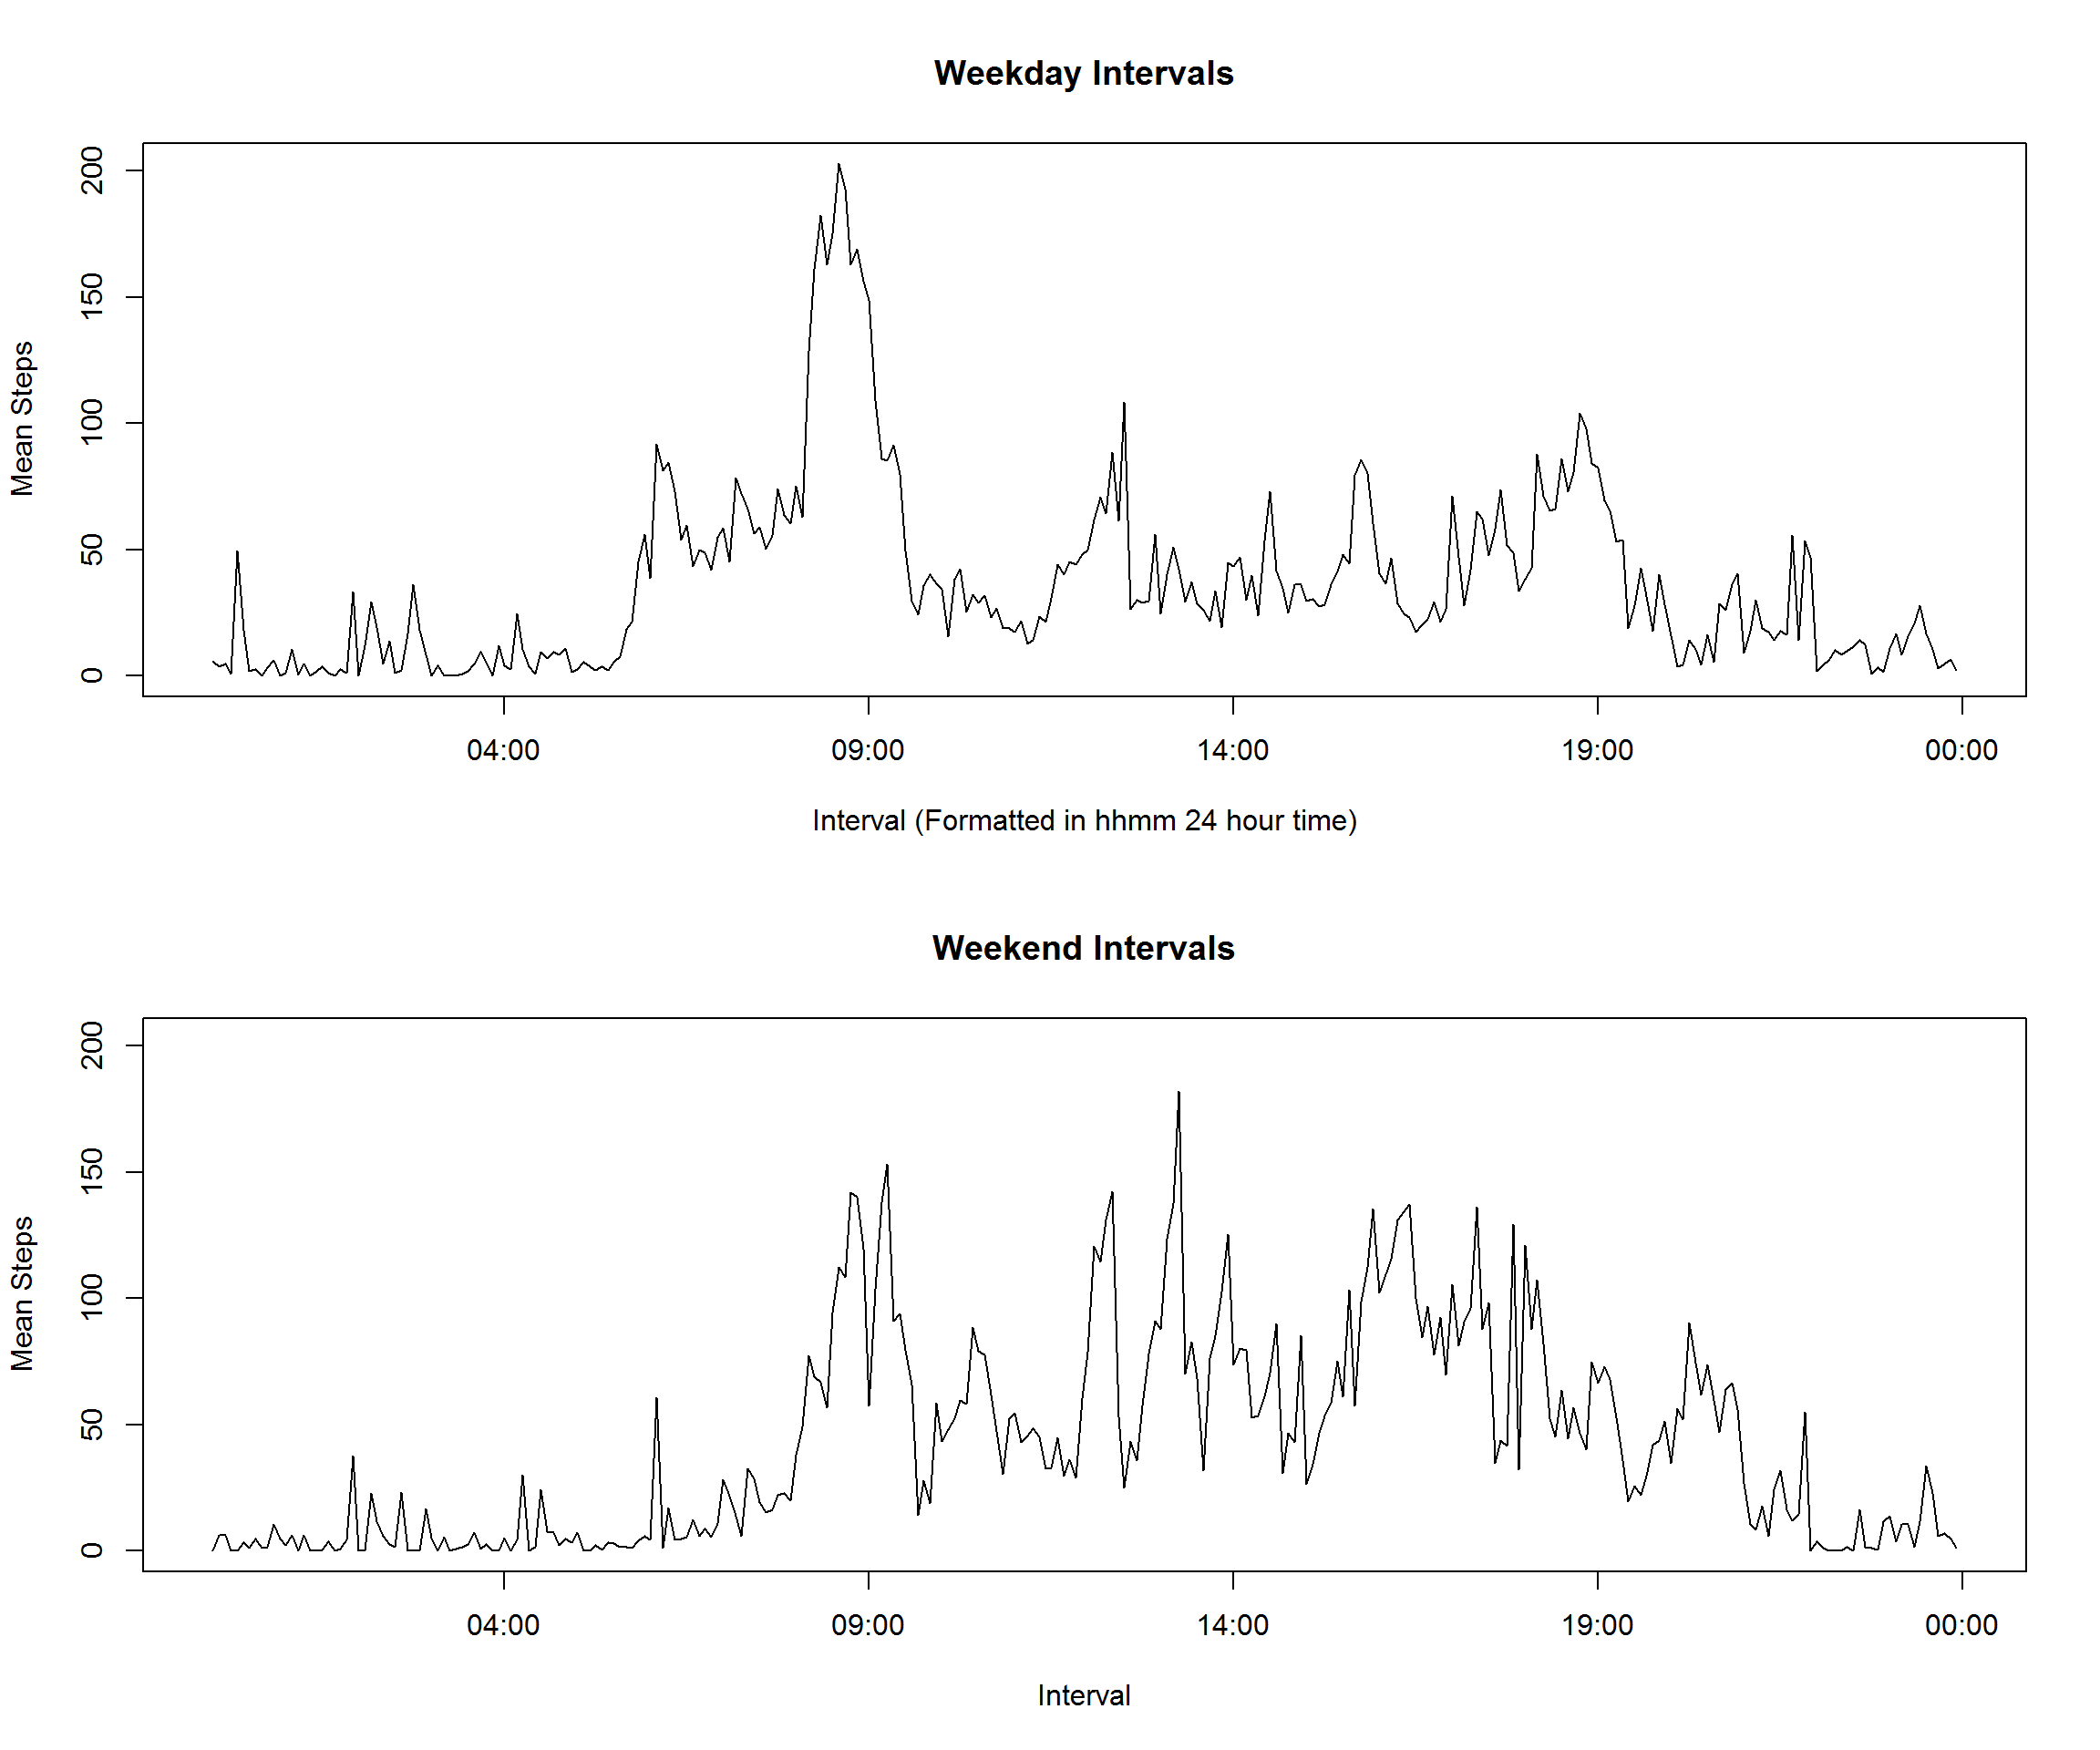 Weekday Intervals
Mean Steps
200
150
100
50
0
04:00 09:00 14:00 19:00 00:00
Interval (Formatted in hhmm 24 hour time)
Weekend Intervals
Mean Steps
200
150
100
50
0
04:00 09:00 14:00 19:00 00:00
Interval